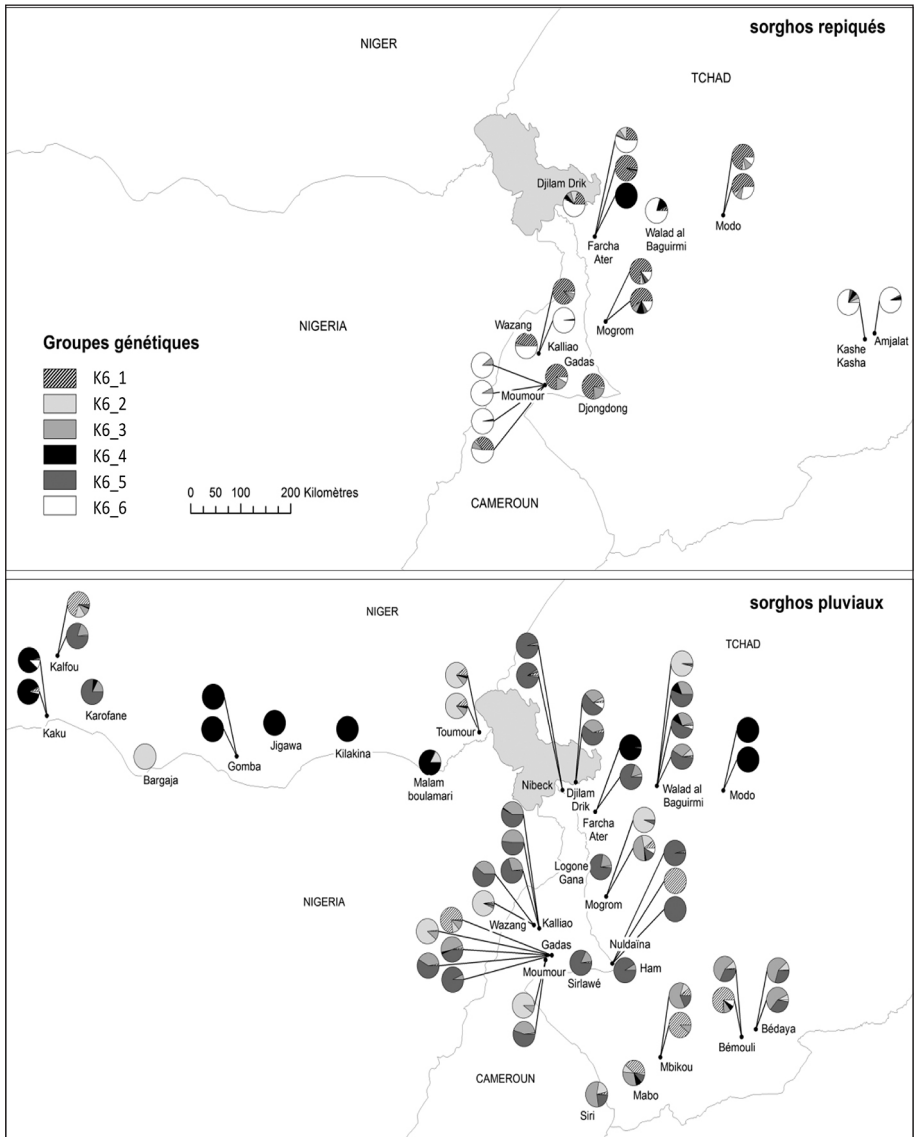 sorghos repiqués
NIGER
TCHAD
Djilam Drik
Farcha
Ater
Walad al
Baguirmi
Modo
NIGERIA
Wazang
Kalliao
Mogrom
Gadas
Moumour
Djongdong
Kashe
Kasha
Amjalat
Groupes génétiques
K6_1
K6_2
K6_3
K6_4
K6_5
K6_6
0 50 100 200 Kilomètres
CAMEROUN
sorghos pluviaux
NIGER
TCHAD
Kalfou
Kaku
Karofane
Bargaja
Gomba
Jigawa
Kilakina
Malam
boulamari
Toumour
Nibeck
Djilam
Drik
Farcha
Ater
Walad al
Baguirmi
Modo
Logone
Gana
Mogrom
NIGERIA
Wazang
Kalliao
Gadas
Moumour
Sirlawé
Nuldaïna
Ham
Bémouli
Bédaya
Mbikou
Mabo
Siri
CAMEROUN